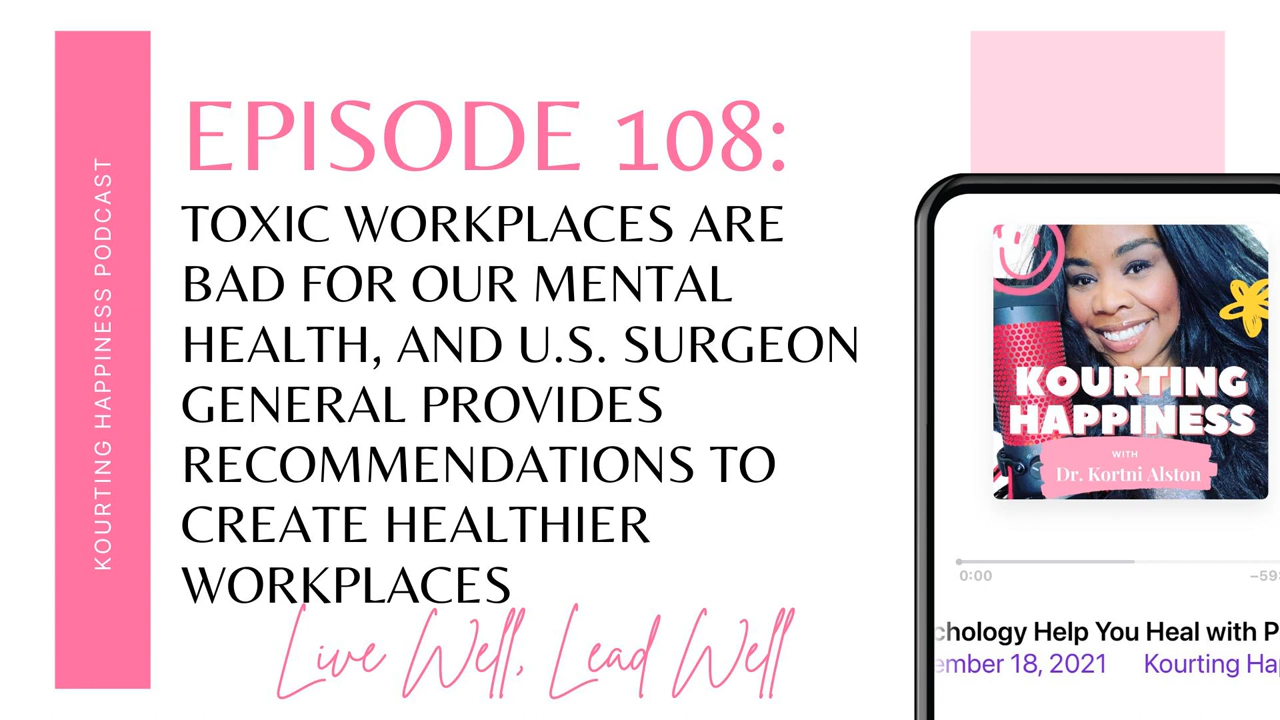 KOURTING HAPPINESS PODCAST
EPISODE 108:
TOXIC WORKPLACES ARE
BAD FOR OUR MENTAL
HEALTH, AND U.S. SURGEON
GENERAL PROVIDES
RECOMMENDATIONS TO
CREATE HEALTHIER
WORKPLACES
Live Well, Lead Well
KOURTING
HAPPINESS
WITH
Dr. Kortni Alston
0:00
-59:
chology Help You Heal with P
ember 18, 2021 Kourting Ha